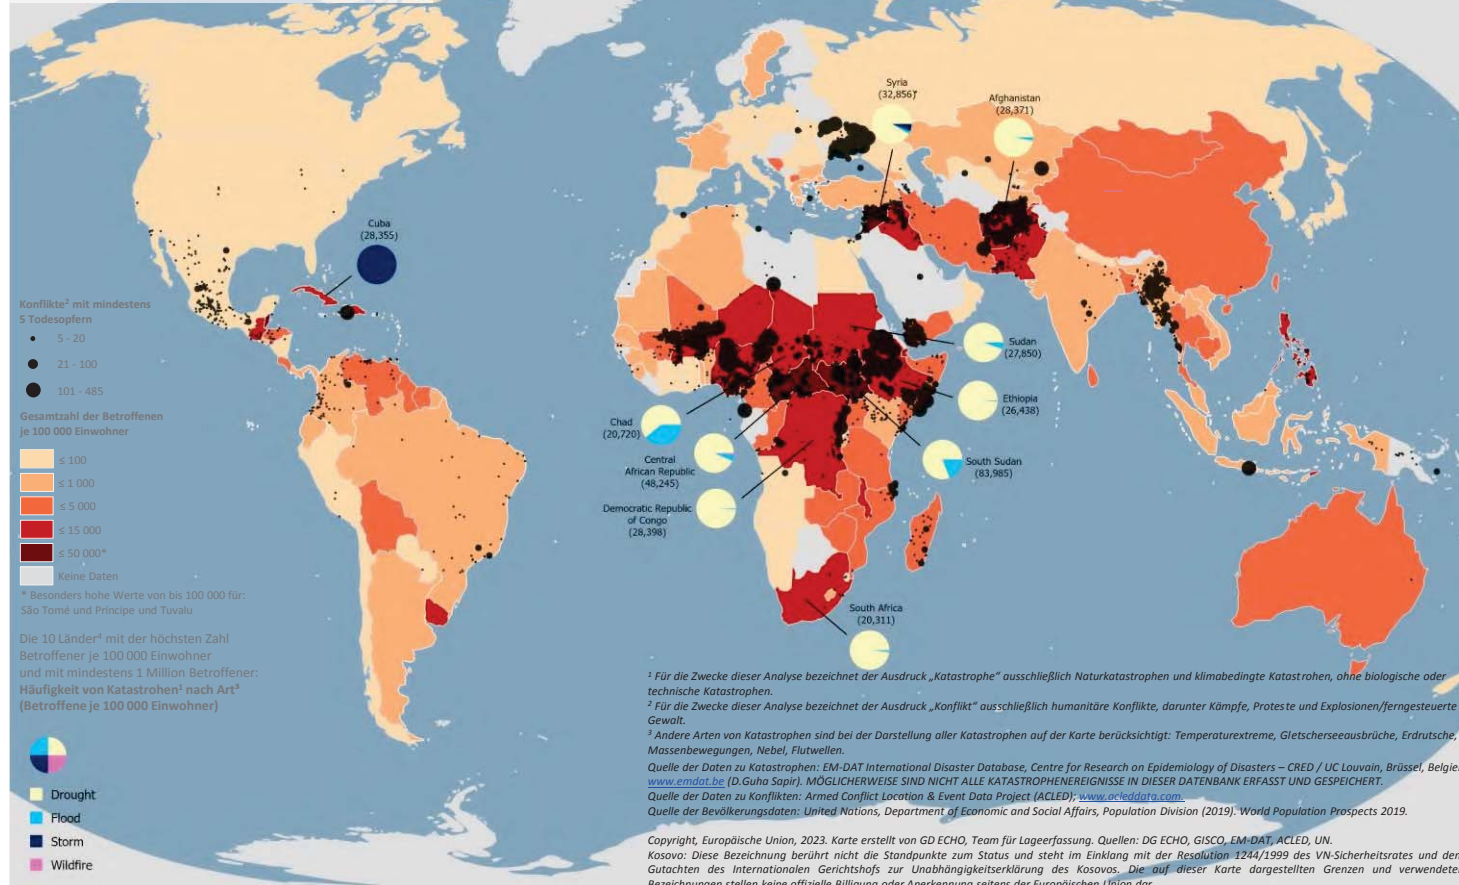 Syria
(32,856)*
Afghanistan
(28,371)
Cuba
(28,355)
Konflikte² mit mindestens
5 Todesopfern
5 - 20
21 - 100
101 - 485
Gesamtzahl der Betroffenen
je 100 000 Einwohner
≤ 100
≤ 1 000
≤ 5 000
≤ 15 000
≤ 50 000*
Keine Daten
* Besonders hohe Werte von bis 100 000 für:
São Tomé und Príncipe und Tuvalu
Die 10 Länder⁴ mit der höchsten Zahl
Betroffener je 100 000 Einwohner
und mit mindestens 1 Million Betroffener:
Häufigkeit von Katastrohen¹ nach Art³
(Betroffene je 100 000 Einwohner)
Drought
Flood
Storm
Wildfire
Sudan
(27,850)
Ethiopia
(26,438)
Chad
(20,720)
Central
African Republic
(48,245)
South Sudan
(83,985)
Democratic Republic
of Congo
(28,398)
South Africa
(20,311)
¹ Für die Zwecke dieser Analyse bezeichnet der Ausdruck „Katastrophe" ausschließlich Naturkatastrophen und klimabedingte Katastrohen, ohne biologische oder
technische Katastrophen.
² Für die Zwecke dieser Analyse bezeichnet der Ausdruck „Konflikt" ausschließlich humanitäre Konflikte, darunter Kämpfe, Proteste und Explosionen/ferngesteuerte
Gewalt.
³ Andere Arten von Katastrophen sind bei der Darstellung aller Katastrophen auf der Karte berücksichtigt: Temperaturextreme, Gletscherseeausbrüche, Erdrutsche,
Massenbewegungen, Nebel, Flutwellen.
Quelle der Daten zu Katastrophen: EM-DAT International Disaster Database, Centre for Research on Epidemiology of Disasters – CRED / UC Louvain, Brüssel, Belgie
www.emdat.be (D.Guha Sapir). MÖGLICHERWEISE SIND NICHT ALLE KATASTROPHENEREIGNISSE IN DIESER DATENBANK ERFASST UND GESPEICHERT.
Quelle der Daten zu Konflikten: Armed Conflict Location & Event Data Project (ACLED); www.acleddata.com.
Quelle der Bevölkerungsdaten: United Nations, Department of Economic and Social Affairs, Population Division (2019). World Population Prospects 2019.
Copyright, Europäische Union, 2023. Karte erstellt von GD ECHO, Team für Lageerfassung. Quellen: DG ECHO, GISCO, EM-DAT, ACLED, UN.
Kosovo: Diese Bezeichnung berührt nicht die Standpunkte zum Status und steht im Einklang mit der Resolution 1244/1999 des VN-Sicherheitsrates und dem
Gutachten des Internationalen Gerichtshofs zur Unabhängigkeitserklärung des Kosovos. Die auf dieser Karte dargestellten Grenzen und verwendeten
Bezeichnungen stellen keine offizielle Billigung oder Anerkennung seitens der Europäischen Union dar.